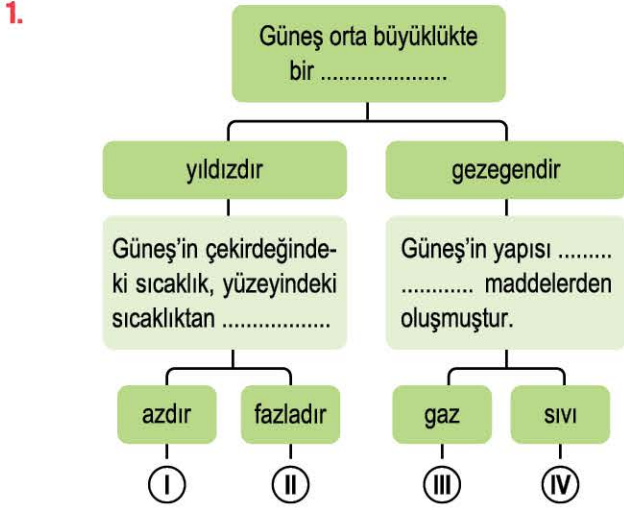 1.
Güneş orta büyüklükte
bir .....................
yıldızdır
gezegendir
Güneş'in çekirdeğinde-
ki sıcaklık, yüzeyindeki
sıcaklıktan ..................
Güneş'in yapısı .........
............ maddelerden
oluşmuştur.
azdır
fazladır
gaz
sıvı
I
II
III
IV